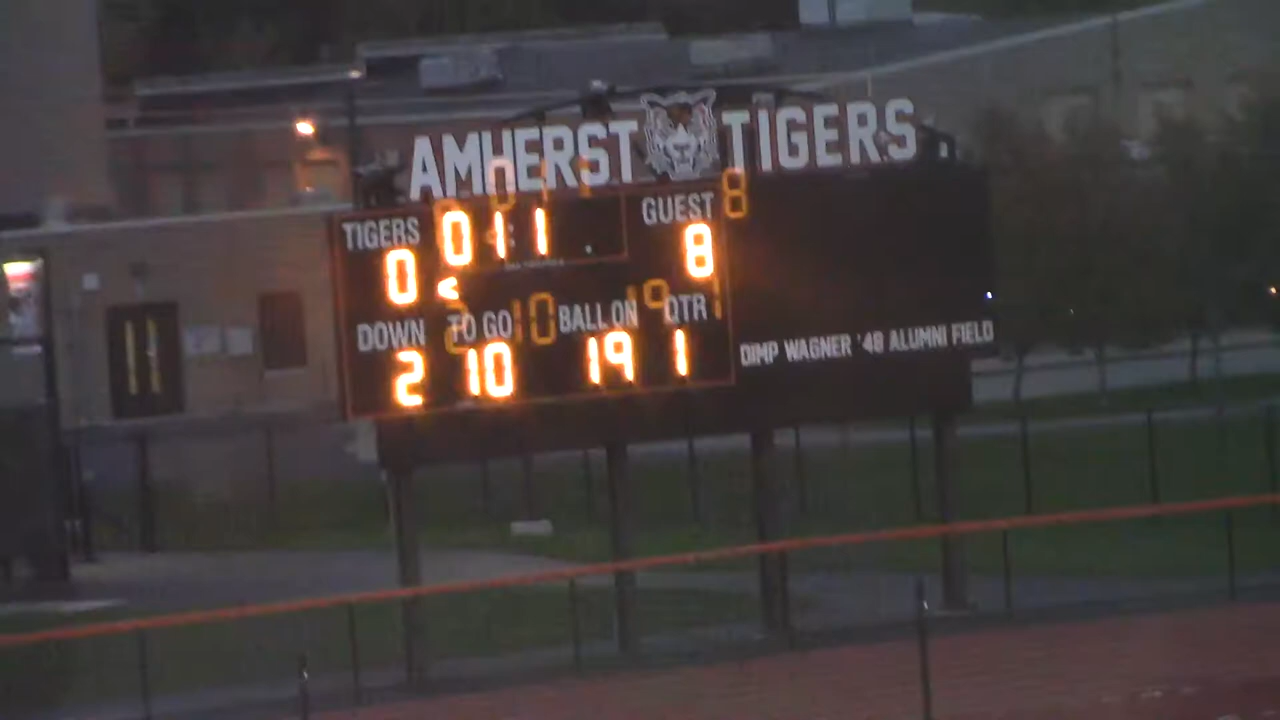 AMHERST TIGERS
TIGERS 0 11 GUEST
0 < 8
DOWN TO GO BALL ON QTR
2 10 19 1
DIMP WAGNER '48 ALUMNI FIELD